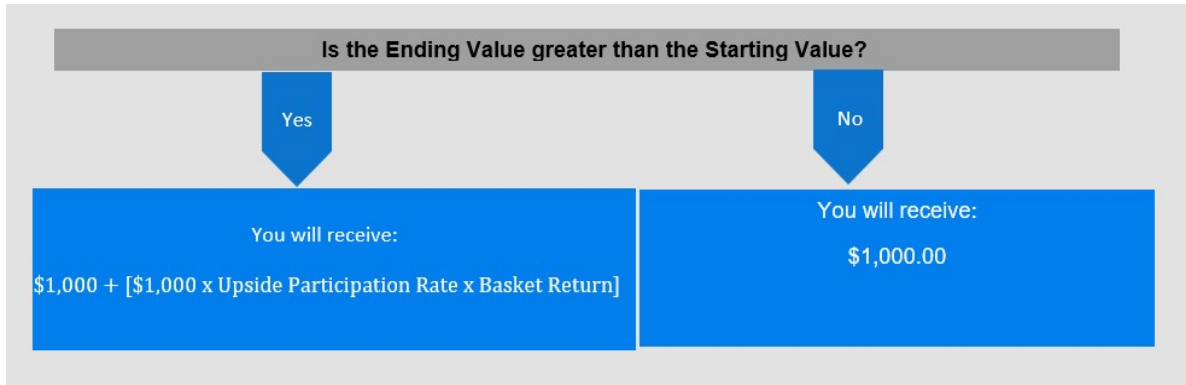 Is the Ending Value greater than the Starting Value?
Yes
No
You will receive:
$1,000 + [$1,000 x Upside Participation Rate x Basket Return]
You will receive:
$1,000.00